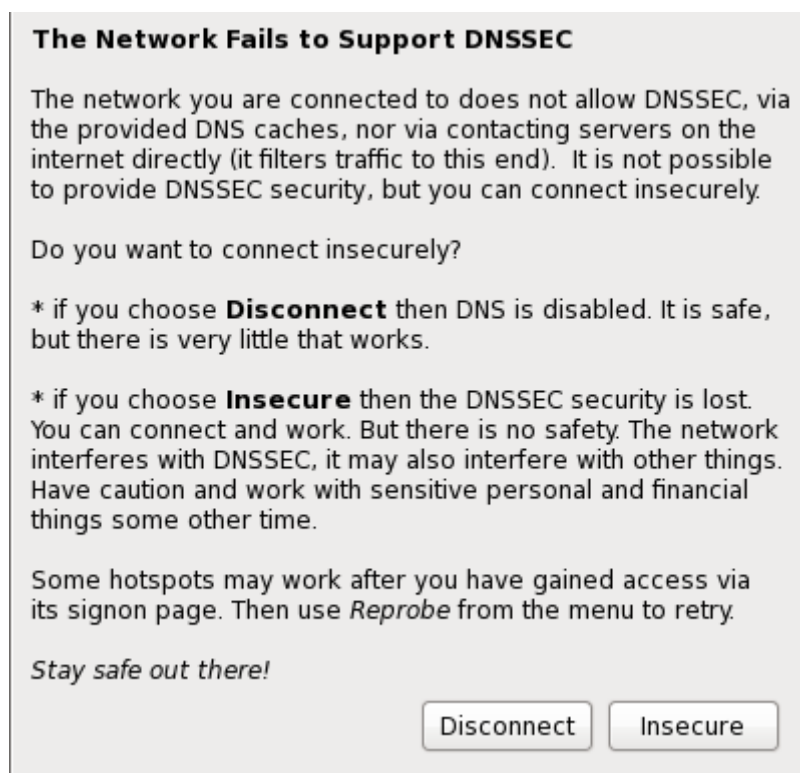 The Network Fails to Support DNSSEC
The network you are connected to does not allow DNSSEC, via
the provided DNS caches, nor via contacting servers on the
internet directly (it filters traffic to this end).  It is not possible
to provide DNSSEC security, but you can connect insecurely.
Do you want to connect insecurely?
* if you choose Disconnect then DNS is disabled. It is safe,
but there is very little that works.
* if you choose Insecure then the DNSSEC security is lost.
You can connect and work. But there is no safety. The network
interferes with DNSSEC, it may also interfere with other things.
Have caution and work with sensitive personal and financial
things some other time.
Some hotspots may work after you have gained access via
its signon page. Then use Reprobe from the menu to retry.
Stay safe out there!
Disconnect Insecure